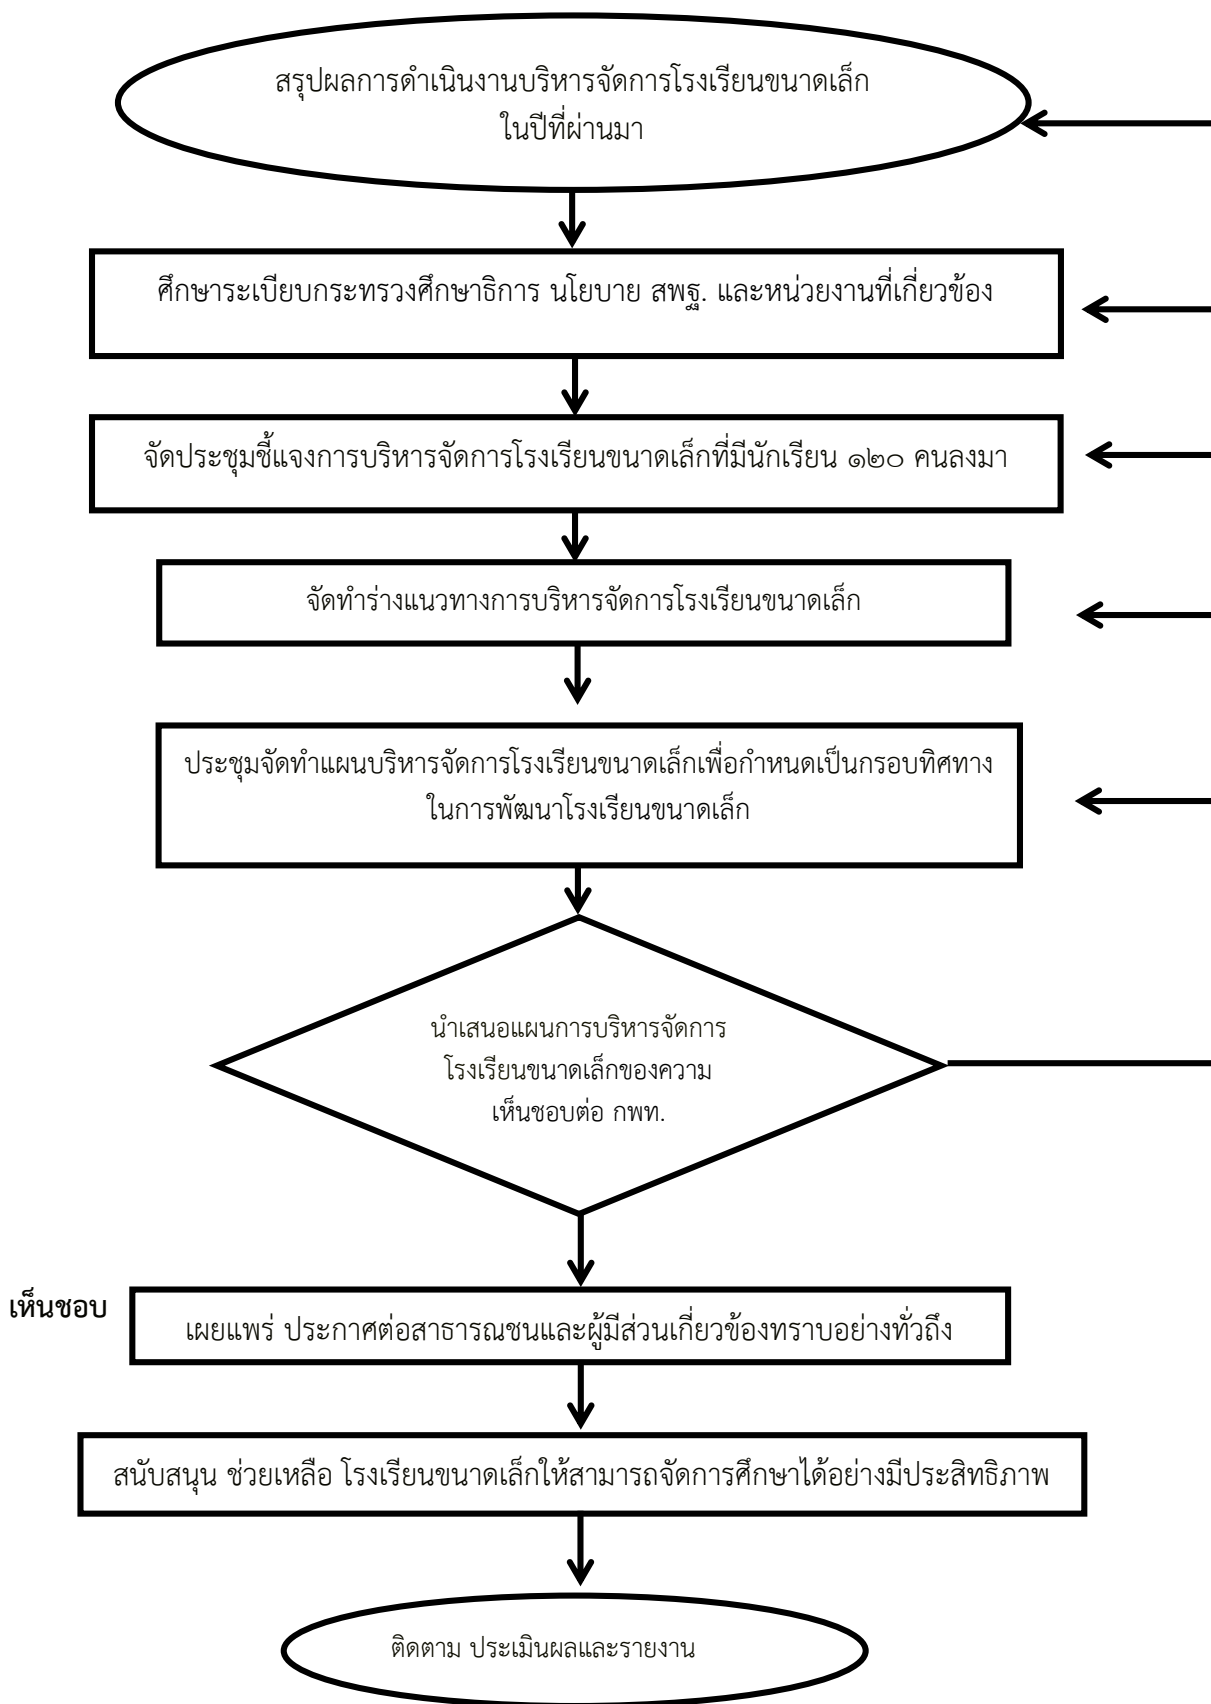 สรุปผลการดำเนินงานบริหารจัดการโรงเรียนขนาดเล็ก
ในปีที่ผ่านมา
ศึกษาระเบียบกระทรวงศึกษาธิการ นโยบาย สพฐ. และหน่วยงานที่เกี่ยวข้อง
จัดประชุมชี้แจงการบริหารจัดการโรงเรียนขนาดเล็กที่มีนักเรียน ๑๒๐ คนลงมา
จัดทำร่างแนวทางการบริหารจัดการโรงเรียนขนาดเล็ก
ประชุมจัดทำแผนบริหารจัดการโรงเรียนขนาดเล็กเพื่อกำหนดเป็นกรอบทิศทาง
ในการพัฒนาโรงเรียนขนาดเล็ก
นำเสนอแผนการบริหารจัดการ
โรงเรียนขนาดเล็กของความ
เห็นชอบต่อ กพท.
เห็นชอบ
เผยแพร่ ประกาศต่อสาธารณชนและผู้มีส่วนเกี่ยวข้องทราบอย่างทั่วถึง
สนับสนุน ช่วยเหลือ โรงเรียนขนาดเล็กให้สามารถจัดการศึกษาได้อย่างมีประสิทธิภาพ
ติดตาม ประเมินผลและรายงาน